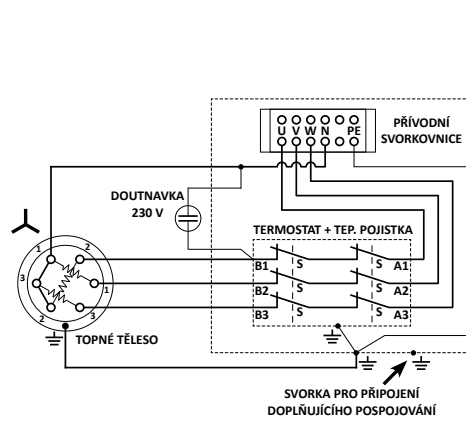 U V W N PE
PŘÍVODNÍ
SVORKOVNICE
DOUTNAVKA
230 V
TERMOSTAT + TEP. POJISTKA
B1 S S A1
B2 S S A2
B3 S S A3
1 2
3 1
2 3
TOPNÉ TĚLESO
SVORKA PRO PŘIPOJENÍ
DOPLŇUJÍCÍHO POSPOJOVÁNÍ